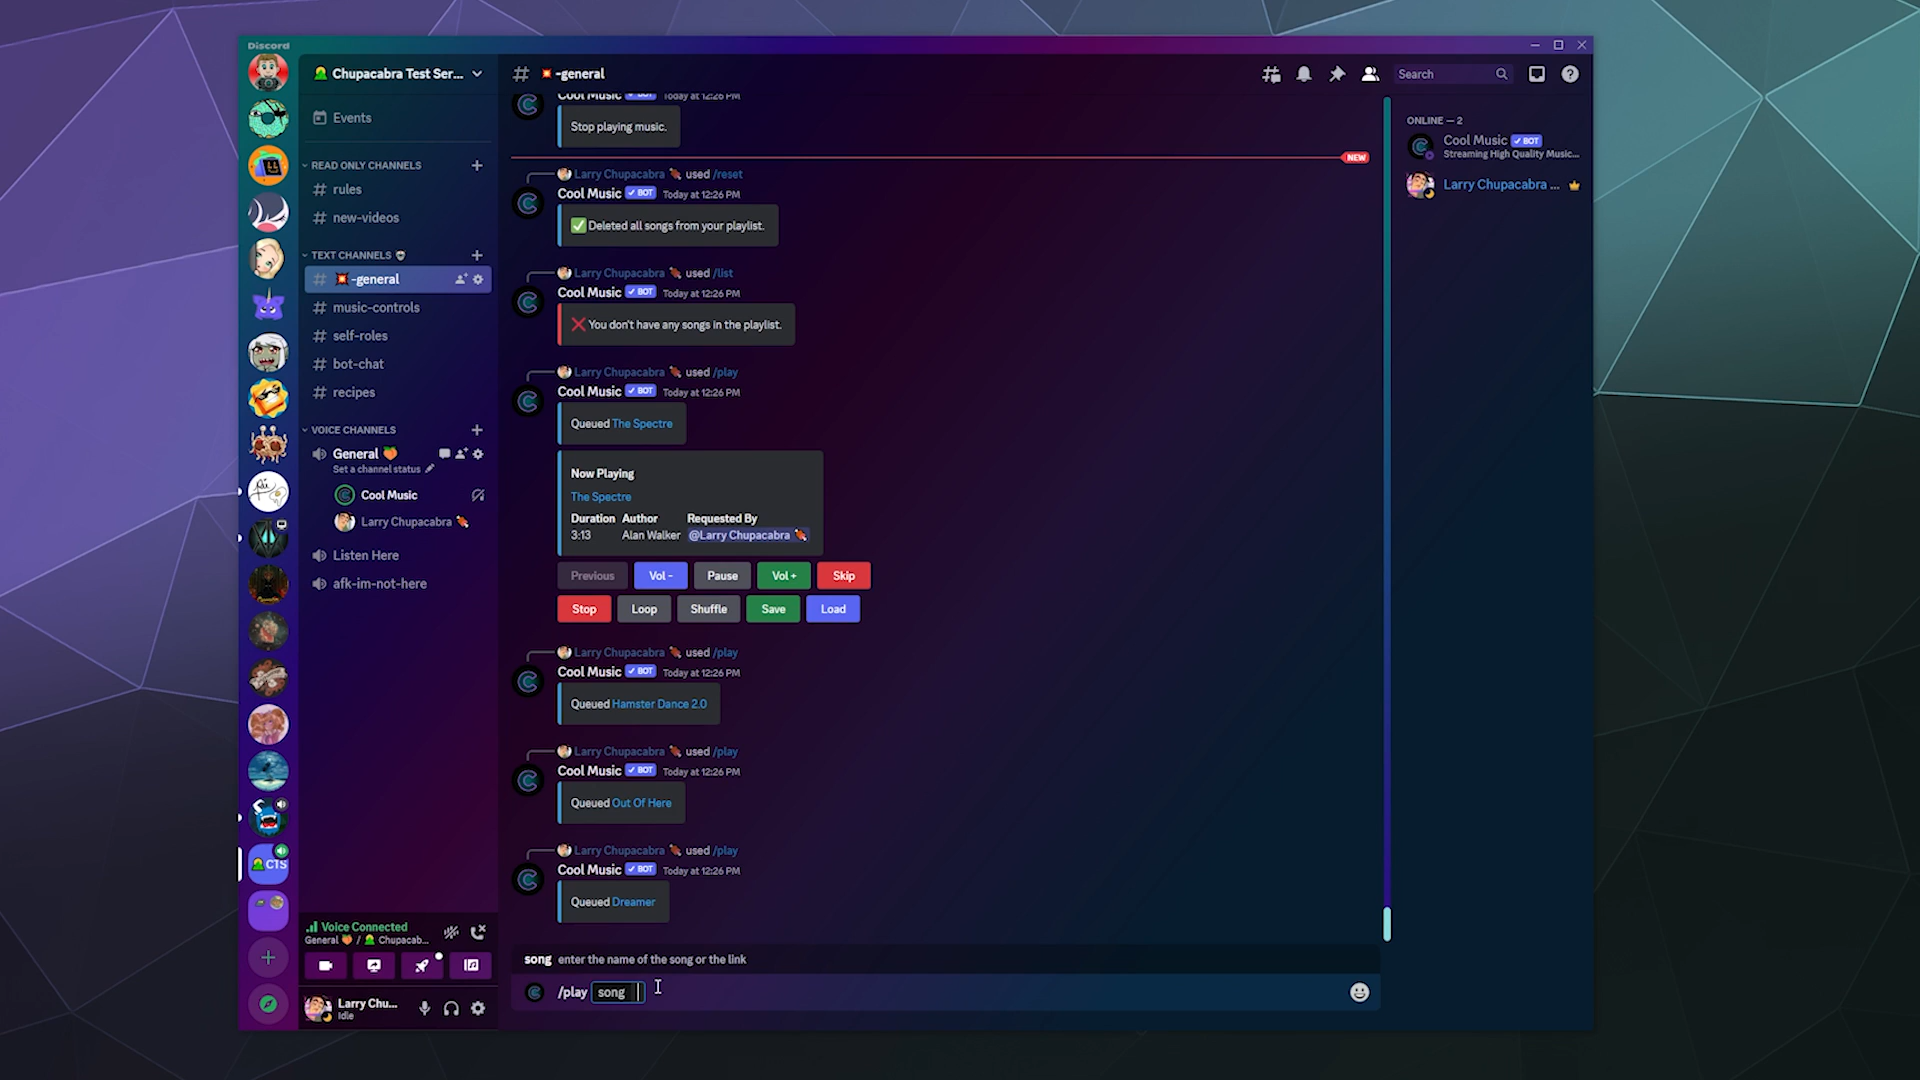 Discord
Chupacabra Test Ser...
-general
Search
Events
READ ONLY CHANNELS
rules
new-videos
TEXT CHANNELS
-general
music-controls
self-roles
bot-chat
recipes
VOICE CHANNELS
General
Set a channel status
Cool Music
Larry Chupacabra
Listen Here
afk-im-not-here
CTS
Voice Connected
General / Chupacab...
Larry Chu...
Idle
Cool Music BOT Today at 12:26 PM
Stop playing music.
NEW
Larry Chupacabra used /reset
Cool Music BOT Today at 12:26 PM
Deleted all songs from your playlist.
Larry Chupacabra used /list
Cool Music BOT Today at 12:26 PM
You don't have any songs in the playlist.
Larry Chupacabra used /play
Cool Music BOT Today at 12:26 PM
Queued The Spectre
Now Playing
The Spectre
Duration Author Requested By
3:13 Alan Walker @Larry Chupacabra
Previous Vol - Pause Vol + Skip
Stop Loop Shuffle Save Load
Larry Chupacabra used /play
Cool Music BOT Today at 12:26 PM
Queued Hamster Dance 2.0
Larry Chupacabra used /play
Cool Music BOT Today at 12:26 PM
Queued Out Of Here
Larry Chupacabra used /play
Cool Music BOT Today at 12:26 PM
Queued Dreamer
song enter the name of the song or the link
/play song
ONLINE — 2
Cool Music BOT
Streaming High Quality Music...
Larry Chupacabra ...